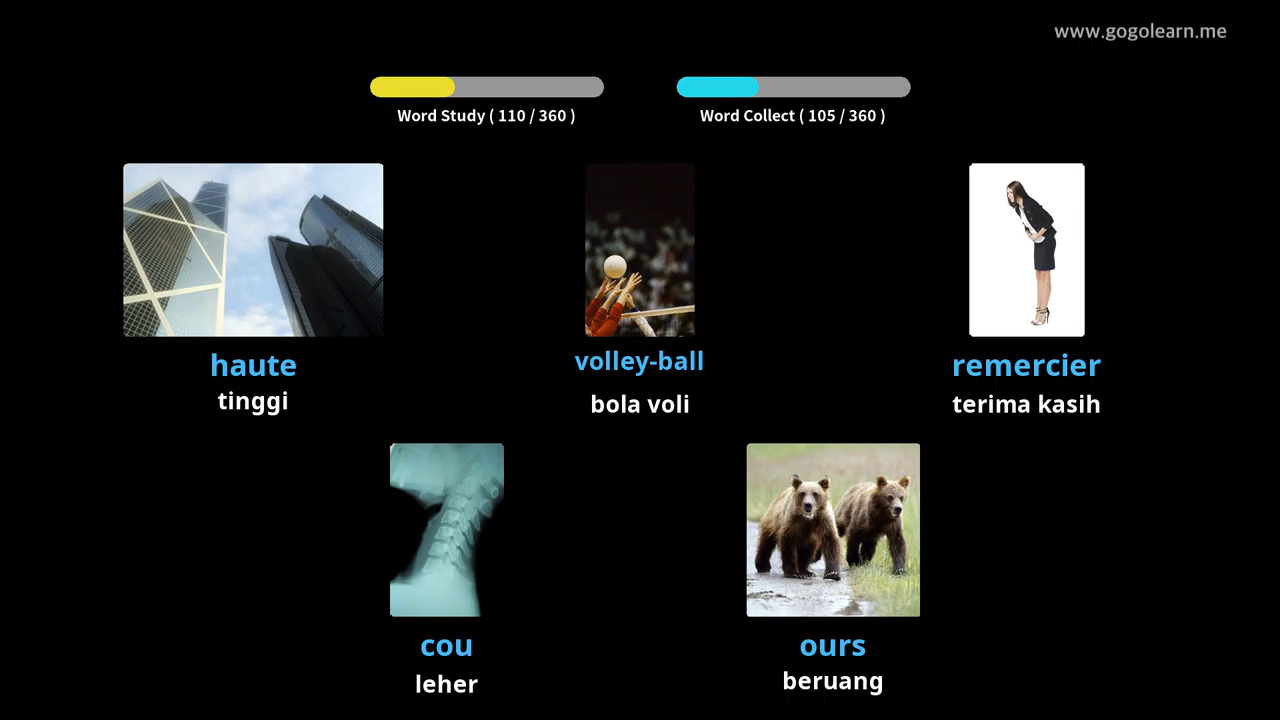 www.gogolearn.me
Word Study ( 110 / 360 )
Word Collect ( 105 / 360 )
haute
tinggi
volley-ball
bola voli
remercier
terima kasih
cou
leher
ours
beruang